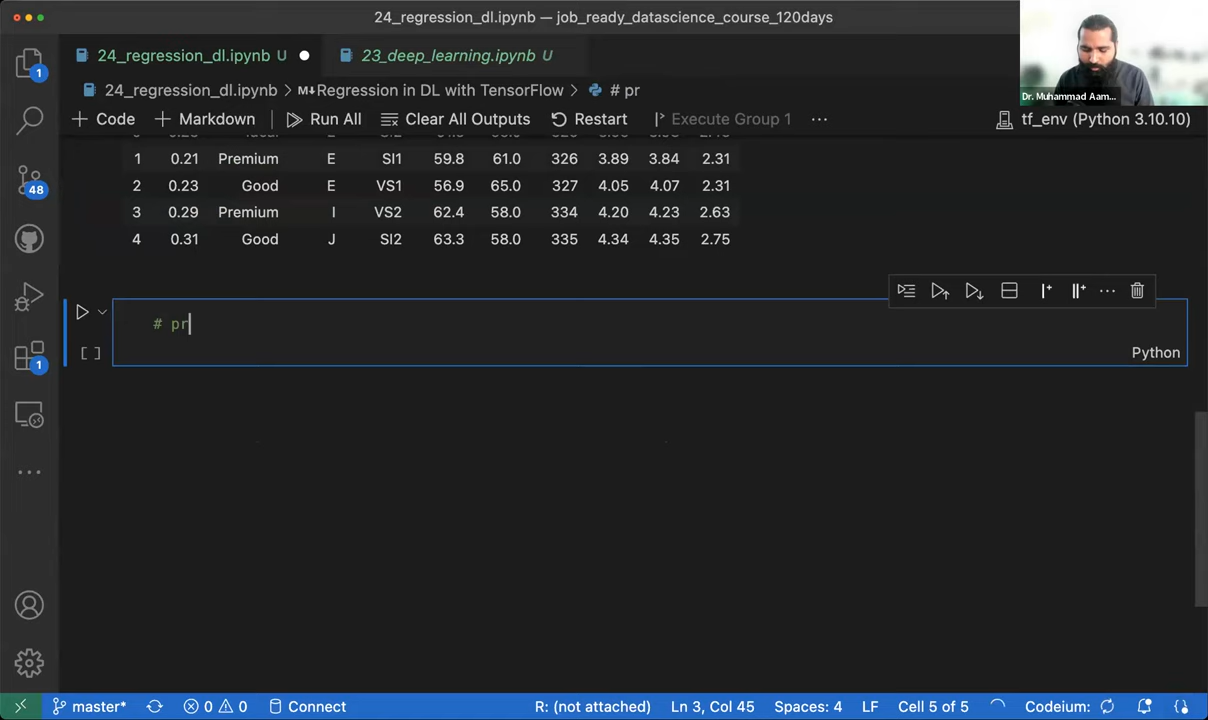 24_regression_dl.ipynb — job_ready_datascience_course_120days
24_regression_dl.ipynb U
23_deep_learning.ipynb U
24_regression_dl.ipynb > M↓Regression in DL with TensorFlow > # pr
+ Code + Markdown Run All Clear All Outputs Restart Execute Group 1 ... tf_env (Python 3.10.10)
1 0.21 Premium E SI1 59.8 61.0 326 3.89 3.84 2.31
2 0.23 Good E VS1 56.9 65.0 327 4.05 4.07 2.31
3 0.29 Premium I VS2 62.4 58.0 334 4.20 4.23 2.63
4 0.31 Good J SI2 63.3 58.0 335 4.34 4.35 2.75
# pr
[ ]
Python
Dr. Muhammad Aam...
1
48
1
master* 0 0 Connect R: (not attached) Ln 3, Col 45 Spaces: 4 LF Cell 5 of 5 Codeium: